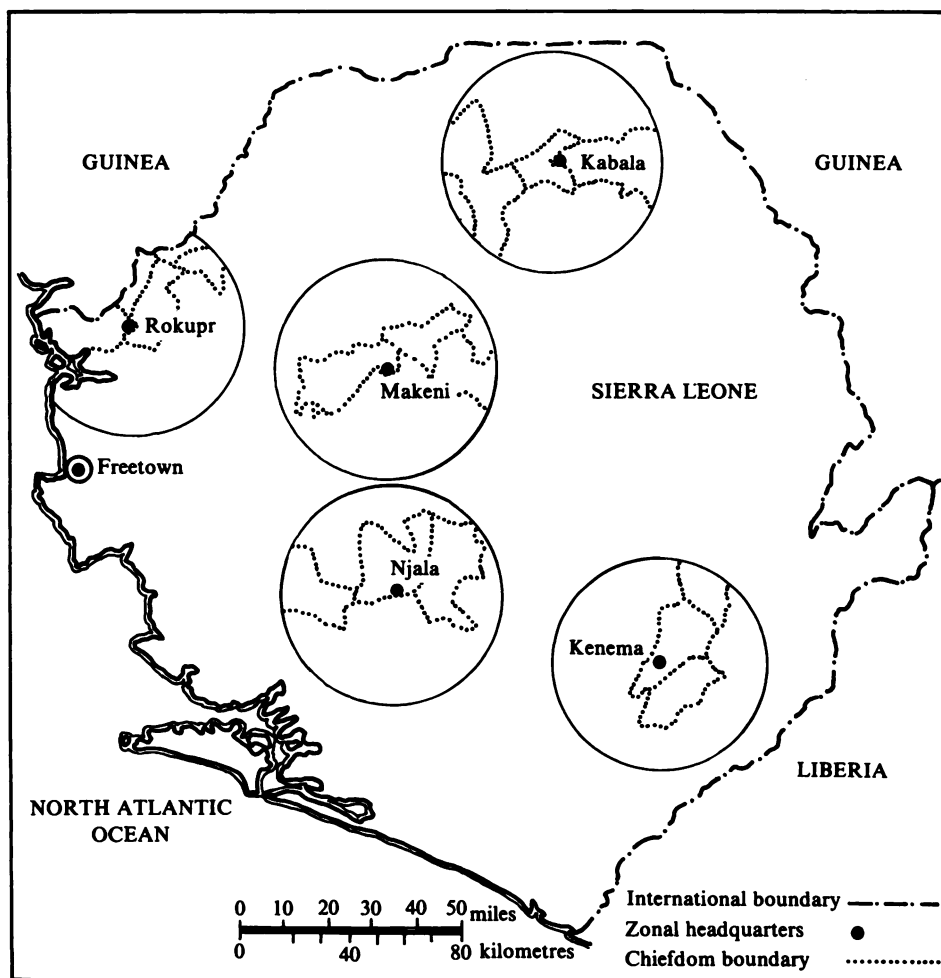 GUINEA
GUINEA
Kabala
Rokupr
Makeni
SIERRA LEONE
Freetown
Njala
Kenema
LIBERIA
NORTH ATLANTIC
OCEAN
0 10 20 30 40 50 miles
0 40 80 kilometres
International boundary
Zonal headquarters
Chiefdom boundary